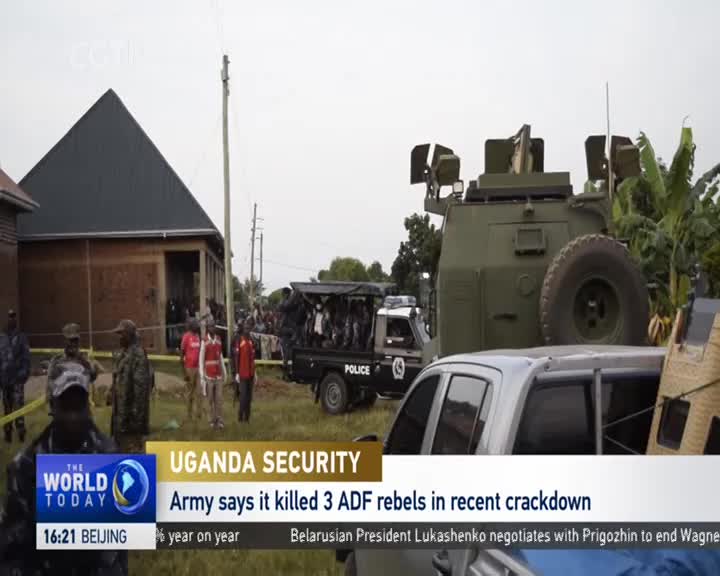 CGTN
POLICE
UGANDA SECURITY
THE WORLD TODAY
Army says it killed 3 ADF rebels in recent crackdown
16:21 BEIJING
% year on year Belarusian President Lukashenko negotiates with Prigozhin to end Wagne